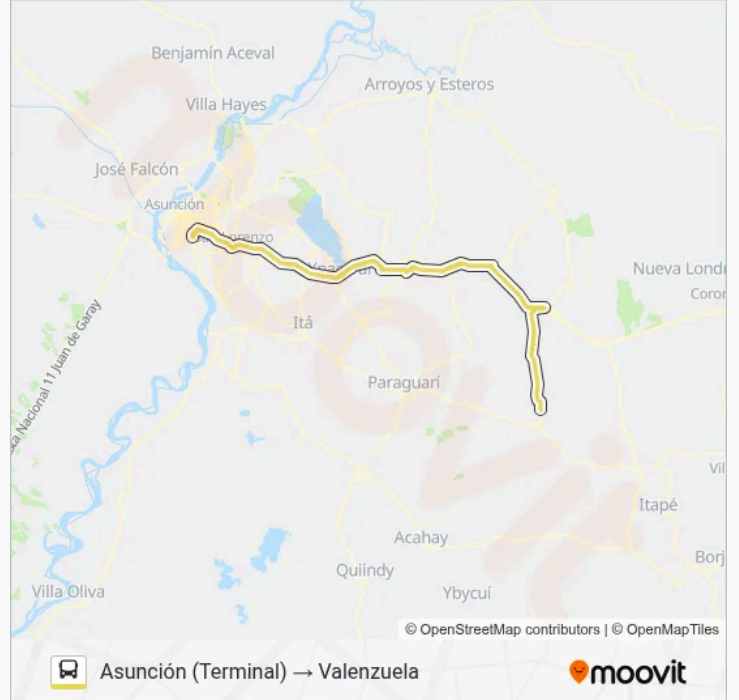 Benjamín Aceval
Arroyos y Esteros
Villa Hayes
José Falcón
Asunción
Nueva Londr
Coror
Itá
11 Juan de Garay
Nacional
Paraguarí
Vil
Itapé
Acahay
Borj
Quiindy
Ybycuí
Villa Oliva
© OpenStreetMap contributors | © OpenMapTiles
Asunción (Terminal) → Valenzuela
moovit